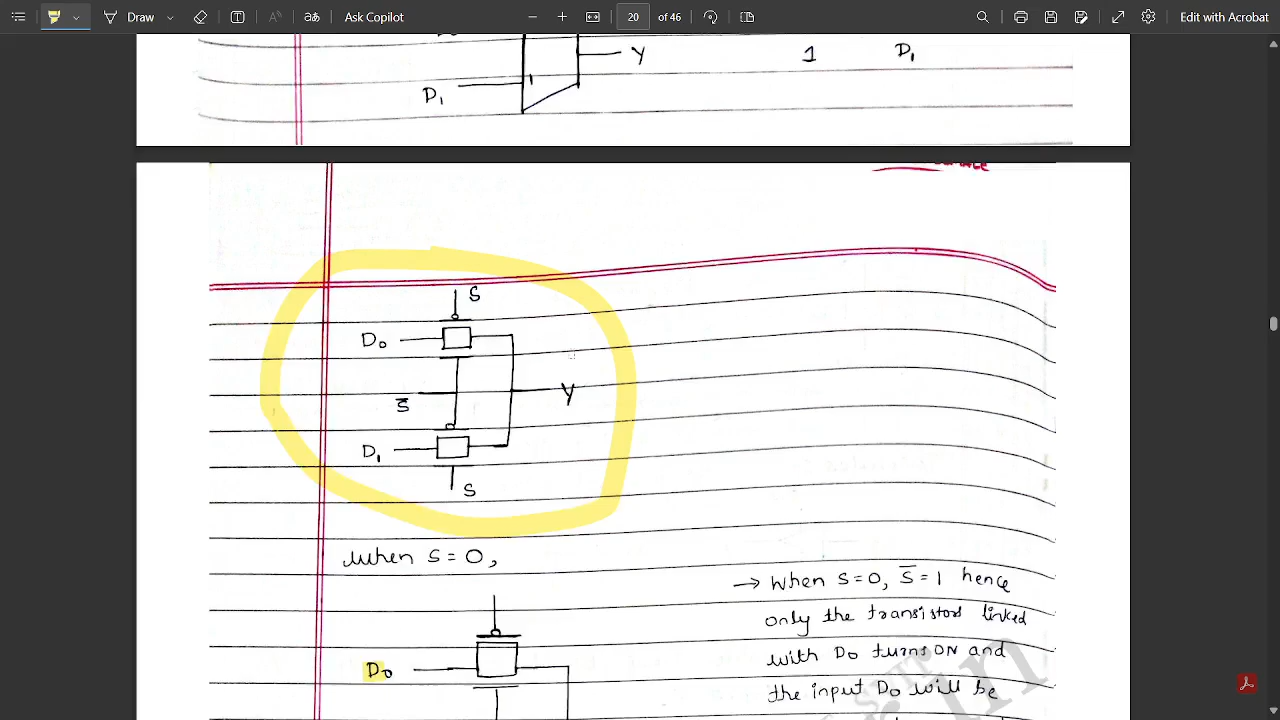 Draw
Ask Copilot
20 of 46
Edit with Acrobat
Y 1 D₁
D₁
S
D₀
Y
S̅
D₁
S
when S=0,
→ When S=0, S̅=1 hence
only the transistors linked
D₀ with D₀ turns ON and
the input D₀ will be